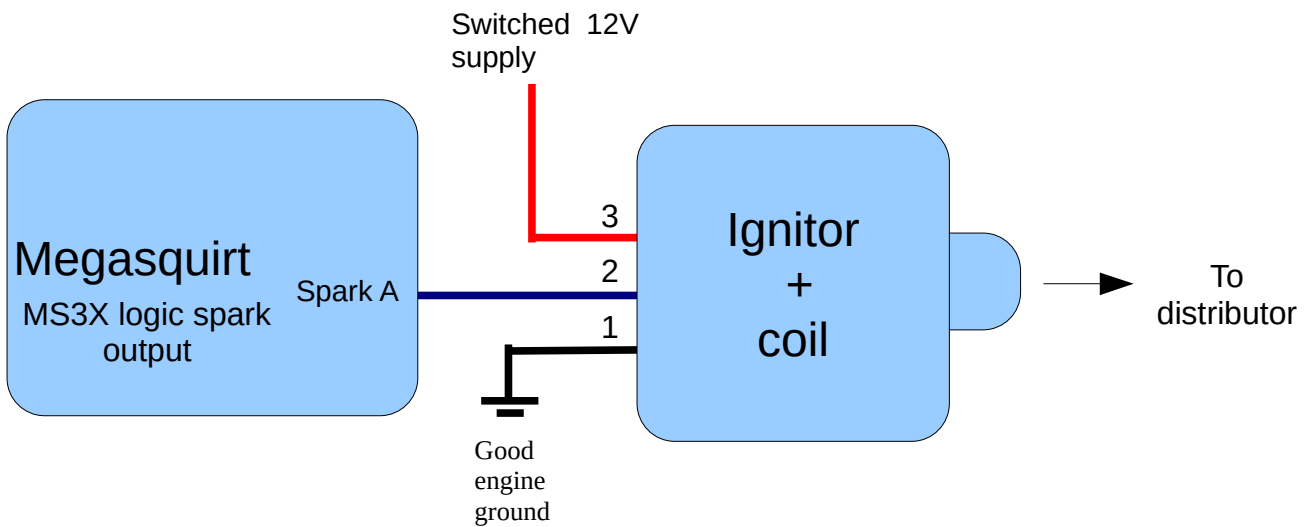 Switched 12V
supply
Megasquirt
MS3X logic spark
output
Spark A
3
2
1
Ignitor
+
coil
To
distributor
Good
engine
ground